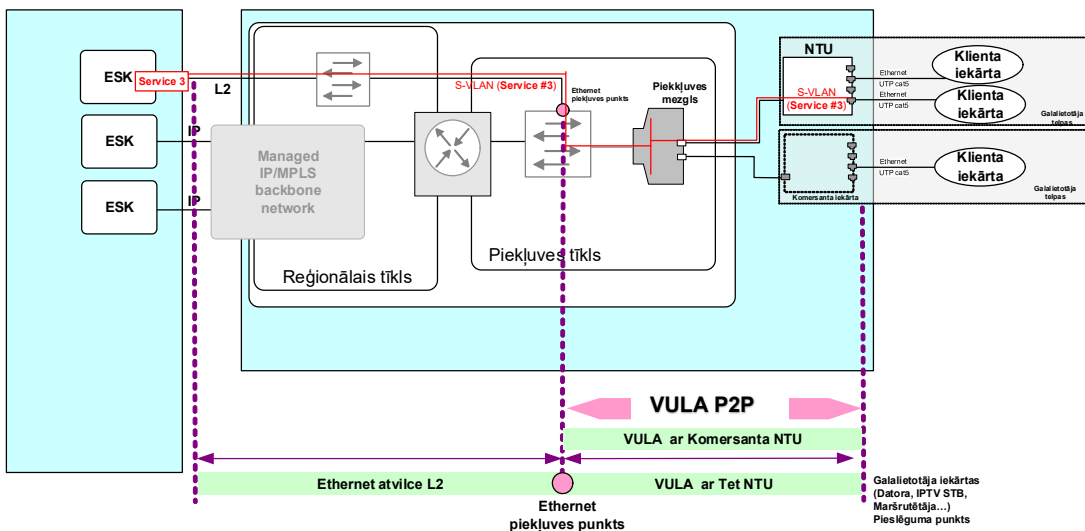 ESK
Service 3
L2
ESK
IP
ESK
IP
Managed
IP/MPLS
backbone
network
Reģionālais tīkls
S-VLAN (Service #3)
Ethernet
piekļuves punkts
Piekļuves
mezgls
Piekļuves tīkls
NTU
S-VLAN
(Service #3)
Ethernet
UTP cat5
Ethernet
UTP cat5
Klienta
iekārta
Klienta
iekārta
Galalietotāja
telpas
Ethernet
UTP cat5
Klienta
iekārta
Komersanta iekārta
Galalietotāja
telpas
VULA P2P
VULA ar Komersanta NTU
Ethernet atvilce L2
VULA ar Tet NTU
Ethernet
piekļuves punkts
Galalietotāja iekārtas
(Datora, IPTV STB,
Maršrutētāja...)
Pieslēguma punkts